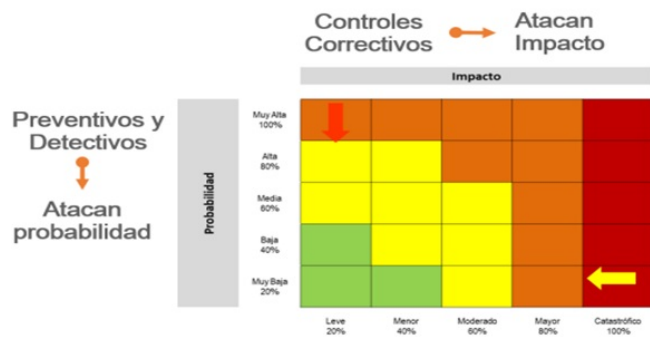 Controles
Correctivos
Atacan
Impacto
Impacto
Preventivos y
Detectivos
Atacan
probabilidad
Probabilidad
Muy Alta
100%
Alta
80%
Media
60%
Baja
40%
Muy Baja
20%
Leve
20%
Menor
40%
Moderado
60%
Mayor
80%
Catastrófico
100%